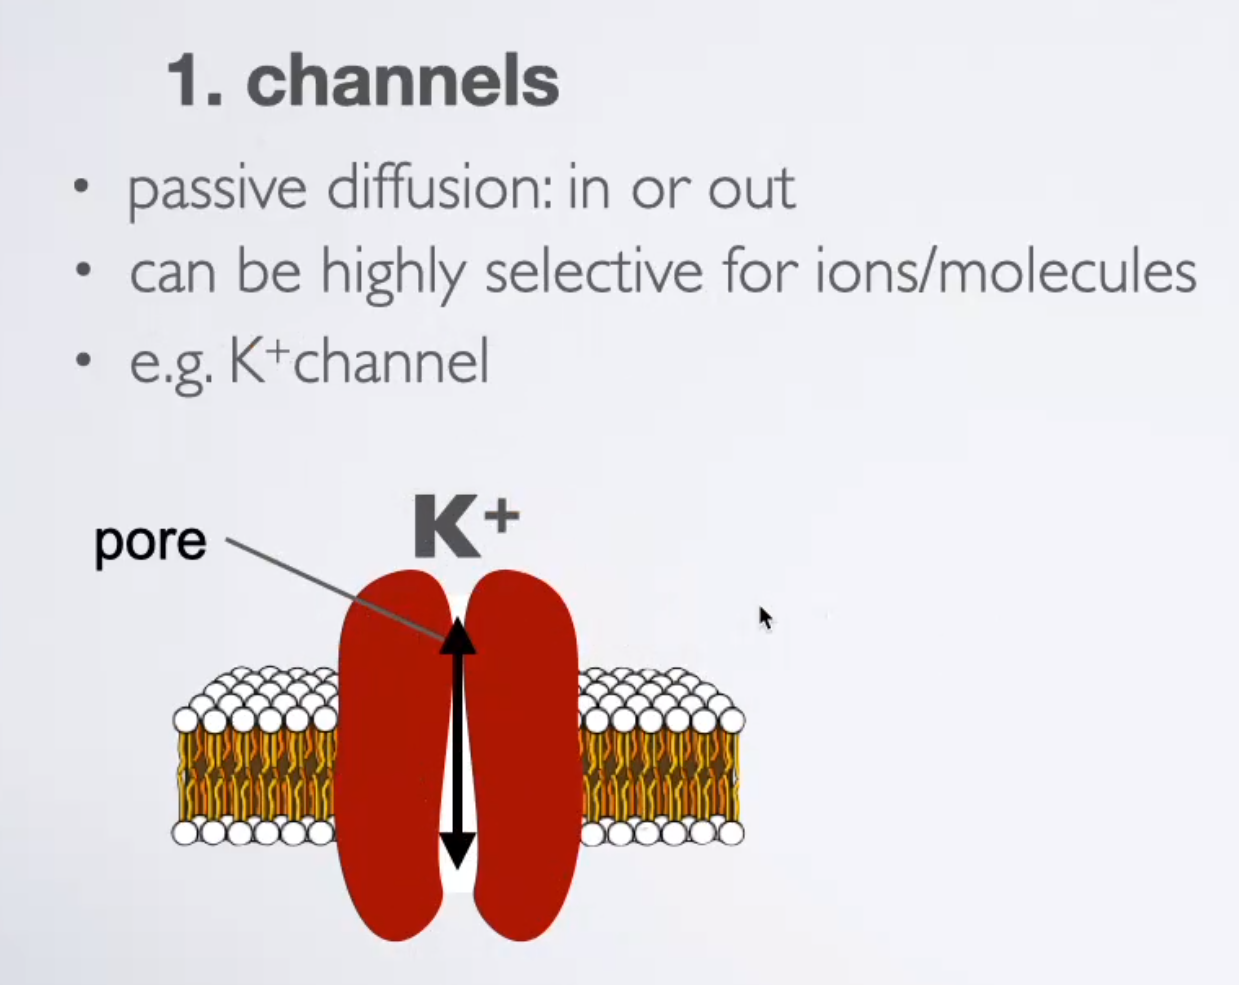 1. channels
• passive diffusion: in or out
• can be highly selective for ions/molecules
• e.g. K⁺channel
K⁺
pore